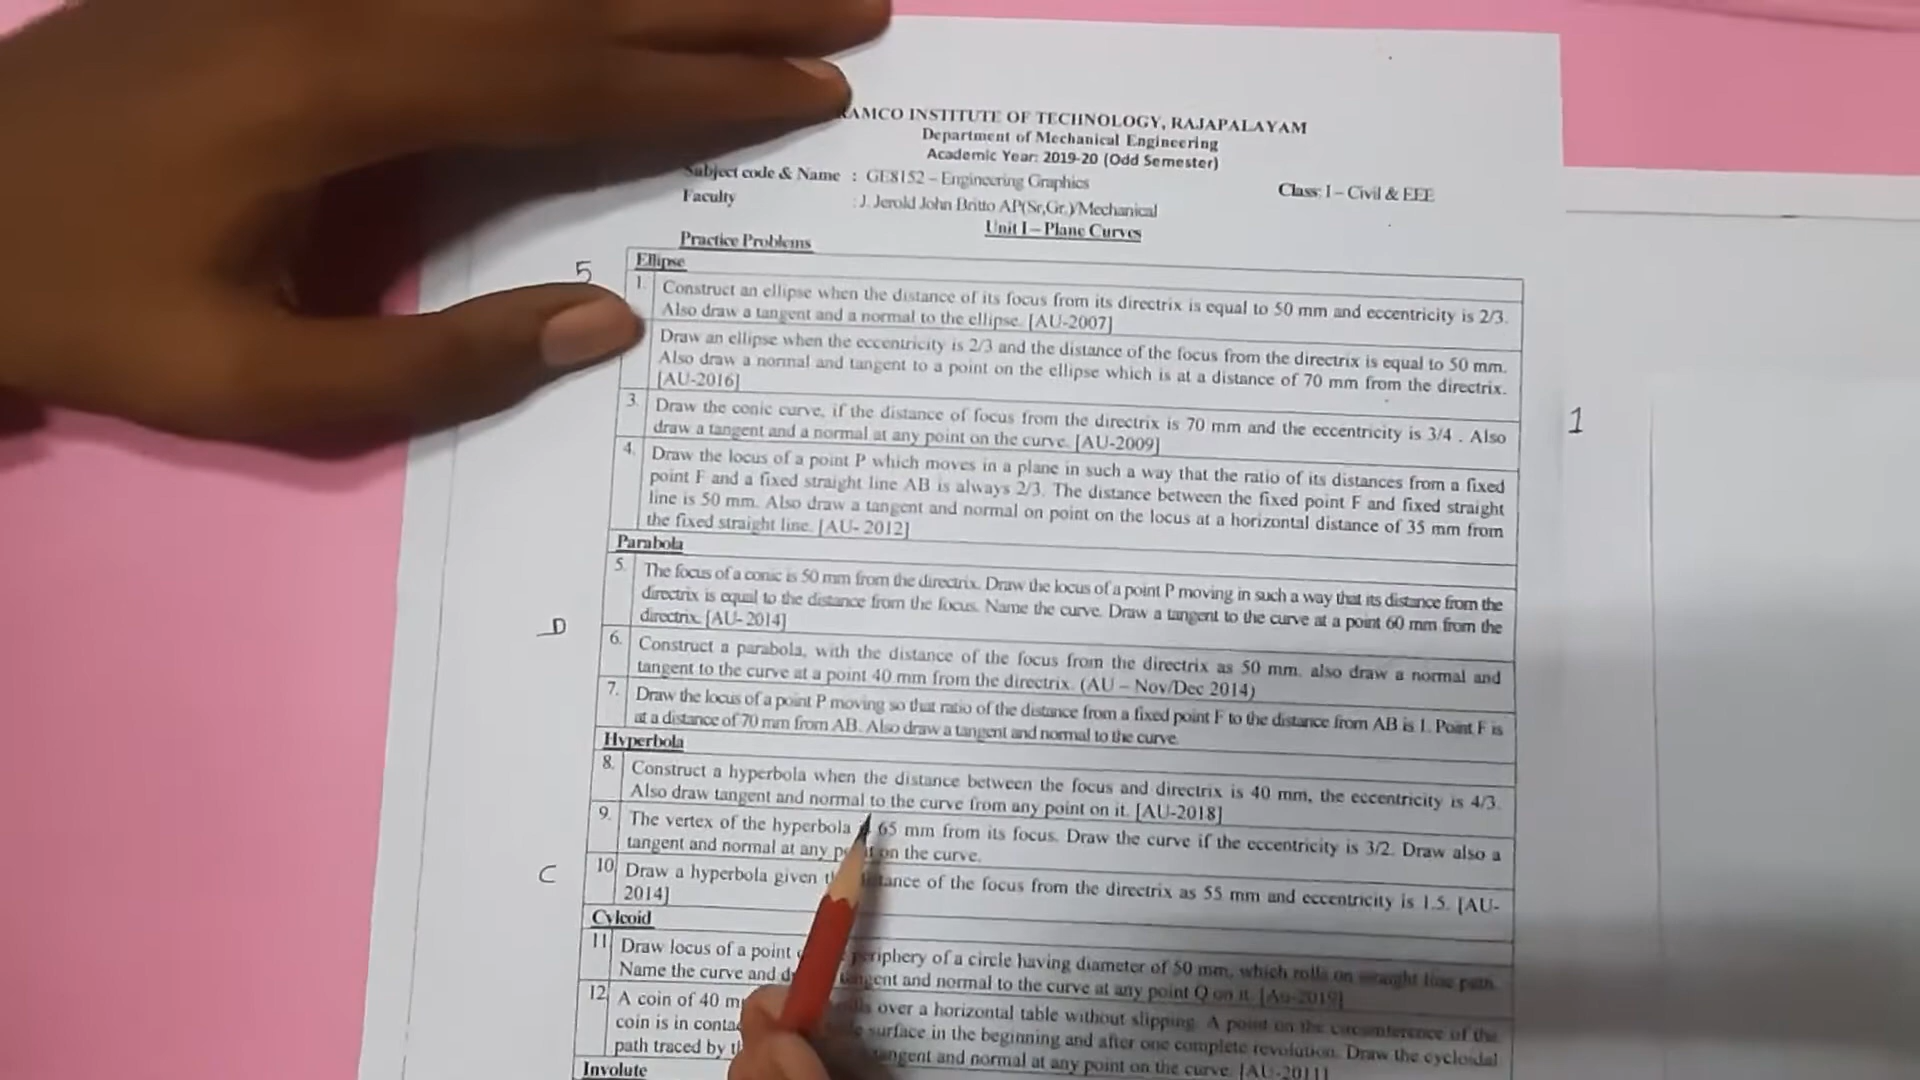 RAMCO INSTITUTE OF TECHNOLOGY, RAJAPALAYAM
Department of Mechanical Engineering
Academic Year: 2019-20 (Odd Semester)
Subject code & Name : GE8152 – Engineering Graphics
Class: I – Civil & EEE
Faculty : J. Jerold John Britto AP(Sr,Gr.)/Mechanical
Unit I – Plane Curves
Practice Problems
5
Ellipse
1. Construct an ellipse when the distance of its focus from its directrix is equal to 50 mm and eccentricity is 2/3.
Also draw a tangent and a normal to the ellipse. [AU-2007]
Draw an ellipse when the eccentricity is 2/3 and the distance of the focus from the directrix is equal to 50 mm.
Also draw a normal and tangent to a point on the ellipse which is at a distance of 70 mm from the directrix.
[AU-2016]
3. Draw the conic curve, if the distance of focus from the directrix is 70 mm and the eccentricity is 3/4 . Also
draw a tangent and a normal at any point on the curve. [AU-2009]
1
4. Draw the locus of a point P which moves in a plane in such a way that the ratio of its distances from a fixed
point F and a fixed straight line AB is always 2/3. The distance between the fixed point F and fixed straight
line is 50 mm. Also draw a tangent and normal on point on the locus at a horizontal distance of 35 mm from
the fixed straight line. [AU- 2012]
Parabola
5. The focus of a conic is 50 mm from the directrix. Draw the locus of a point P moving in such a way that its distance from the
directrix is equal to the distance from the focus. Name the curve. Draw a tangent to the curve at a point 60 mm from the
directrix. [AU- 2014]
D
6. Construct a parabola, with the distance of the focus from the directrix as 50 mm. also draw a normal and
tangent to the curve at a point 40 mm from the directrix. (AU – Nov/Dec 2014)
7. Draw the locus of a point P moving so that ratio of the distance from a fixed point F to the distance from AB is 1. Point F is
at a distance of 70 mm from AB. Also draw a tangent and normal to the curve.
Hyperbola
8. Construct a hyperbola when the distance between the focus and directrix is 40 mm, the eccentricity is 4/3.
Also draw tangent and normal to the curve from any point on it. [AU-2018]
9. The vertex of the hyperbola 65 mm from its focus. Draw the curve if the eccentricity is 3/2. Draw also a
tangent and normal at any on the curve.
C
10. Draw a hyperbola given of the focus from the directrix as 55 mm and eccentricity is 1.5. [AU-
2014]
Cylcoid
11 Draw locus of a point periphery of a circle having diameter of 50 mm, which rolls on straight line path.
Name the curve and tangent and normal to the curve at any point Q on it. [Au-2019]
12 A coin of 40 over a horizontal table without slipping. A point on the circumference of the
coin is in surface in the beginning and after one complete revolution. Draw the cycloidal
path traced by tangent and normal at any point on the curve. [AU-2011]
Involute